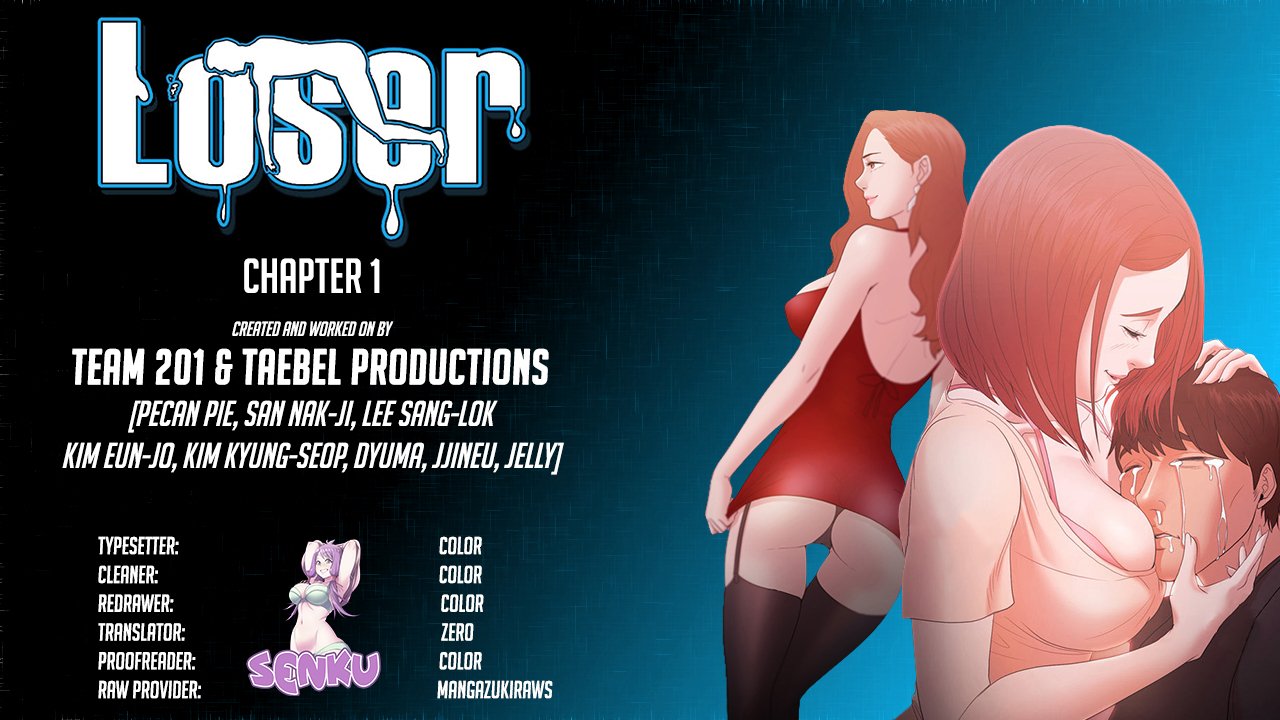 Loser
CHAPTER 1
CREATED AND WORKED ON BY
TEAM 201 & TAEBEL PRODUCTIONS
[PECAN PIE, SAN NAK-JI, LEE SANG-LOK
KIM EUN-JO, KIM KYUNG-SEOP, DYUMA, JJINEU, JELLY]
TYPESETTER: COLOR
CLEANER: COLOR
REDRAWER: COLOR
TRANSLATOR: ZERO
PROOFREADER: COLOR
RAW PROVIDER: MANGAZUKIRAWS
SENKU